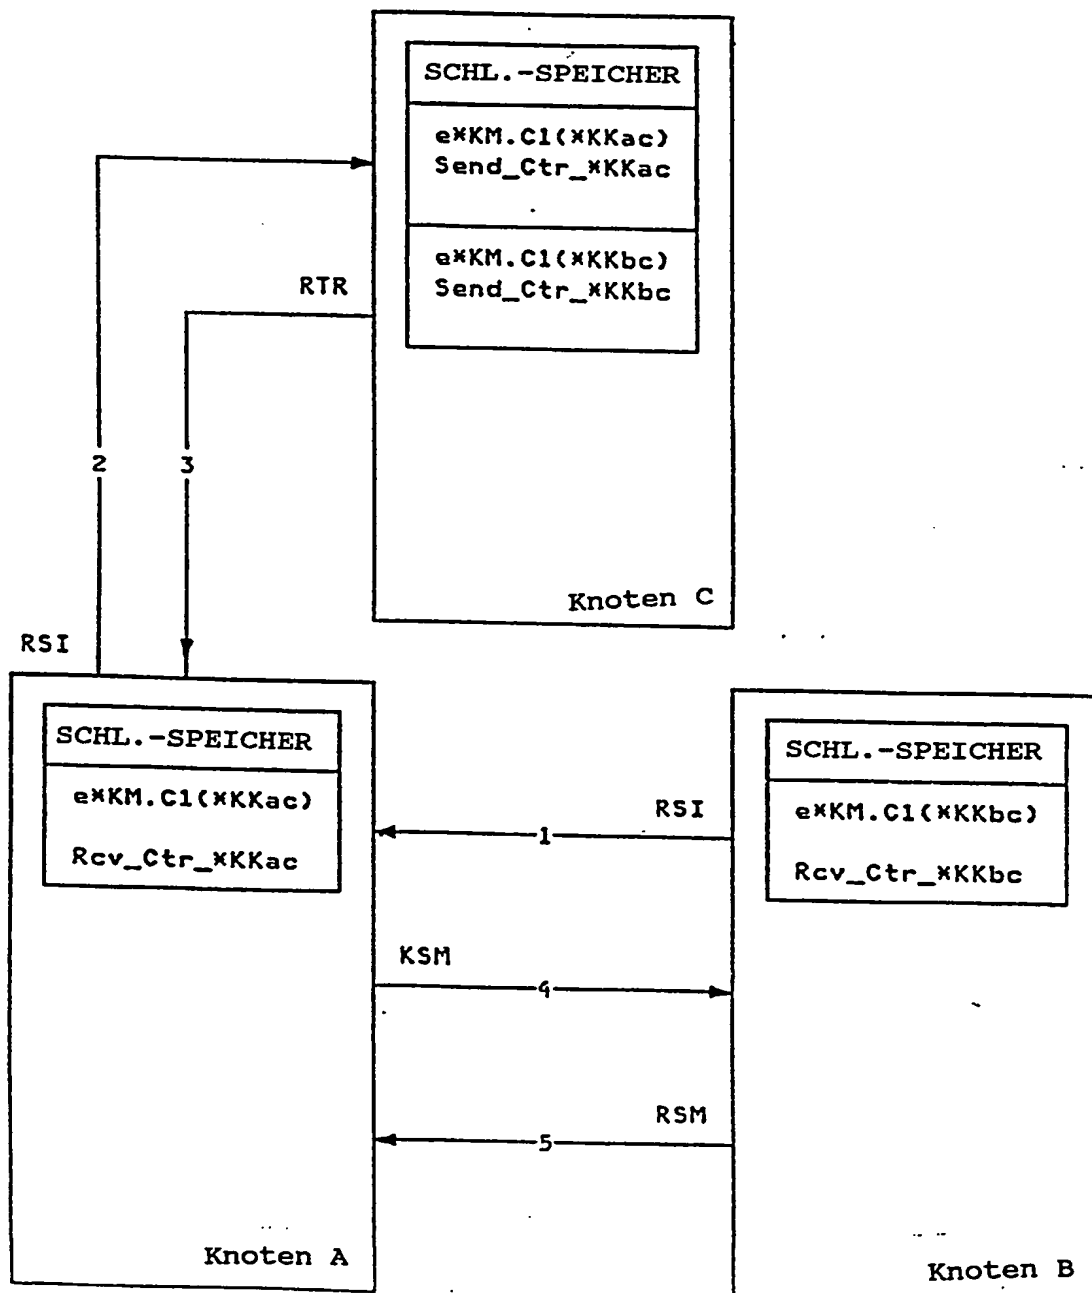 SCHL.-SPEICHER
e*KM.C1(*KKac)
Send_Ctr_*KKac
e*KM.C1(*KKbc)
Send_Ctr_*KKbc
RTR
2
3
Knoten C
RSI
SCHL.-SPEICHER
e*KM.C1(*KKac)
Rcv_Ctr_*KKac
SCHL.-SPEICHER
e*KM.C1(*KKbc)
Rcv_Ctr_*KKbc
RSI
1
KSM
4
RSM
5
Knoten A
Knoten B